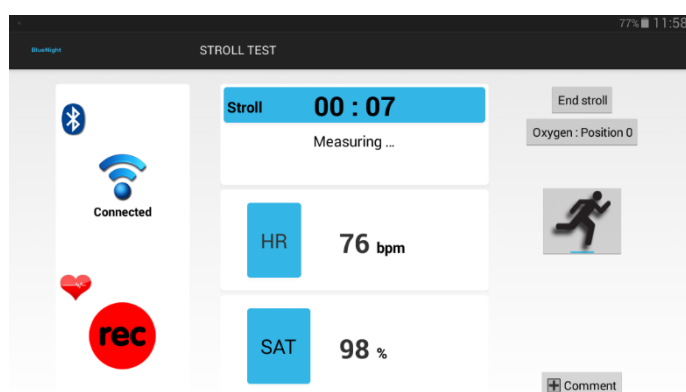 77% 11:58
BlueNight
STROLL TEST
Stroll 00 : 07
Measuring ...
End stroll
Oxygen : Position 0
Connected
HR 76 bpm
rec
SAT 98 %
Comment